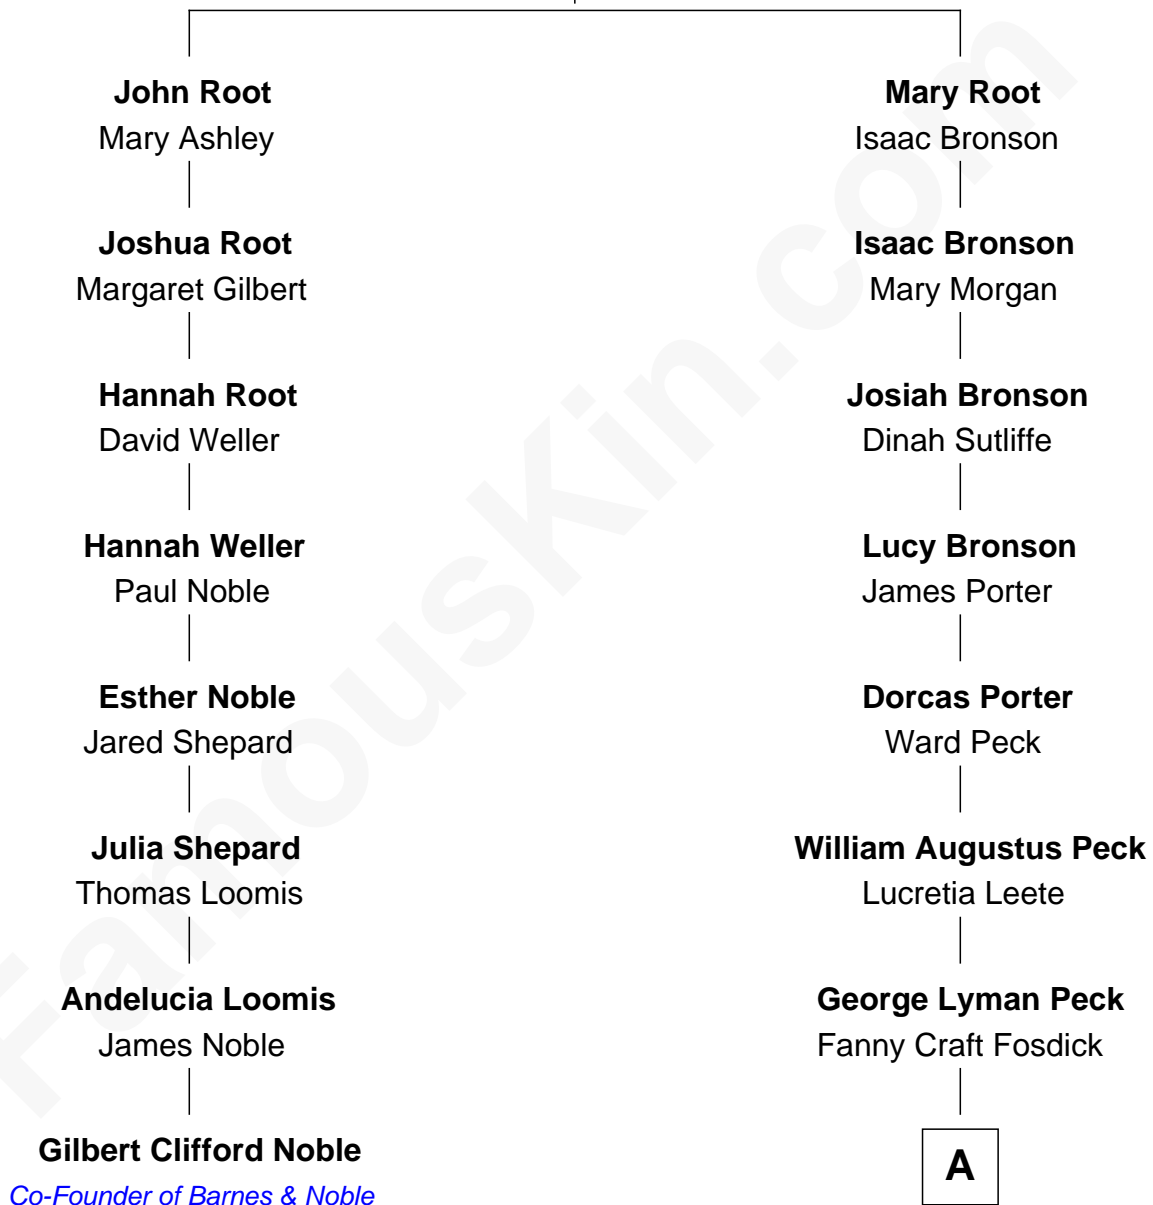 John Root
Mary Ashley
Joshua Root
Margaret Gilbert
Hannah Root
David Weller
Hannah Weller
Paul Noble
Esther Noble
Jared Shepard
Julia Shepard
Thomas Loomis
Andelucia Loomis
James Noble
Gilbert Clifford Noble
Co-Founder of Barnes & Noble
Mary Root
Isaac Bronson
Isaac Bronson
Mary Morgan
Josiah Bronson
Dinah Sutliffe
Lucy Bronson
James Porter
Dorcas Porter
Ward Peck
William Augustus Peck
Lucretia Leete
George Lyman Peck
Fanny Craft Fosdick
A
FamousKin.com